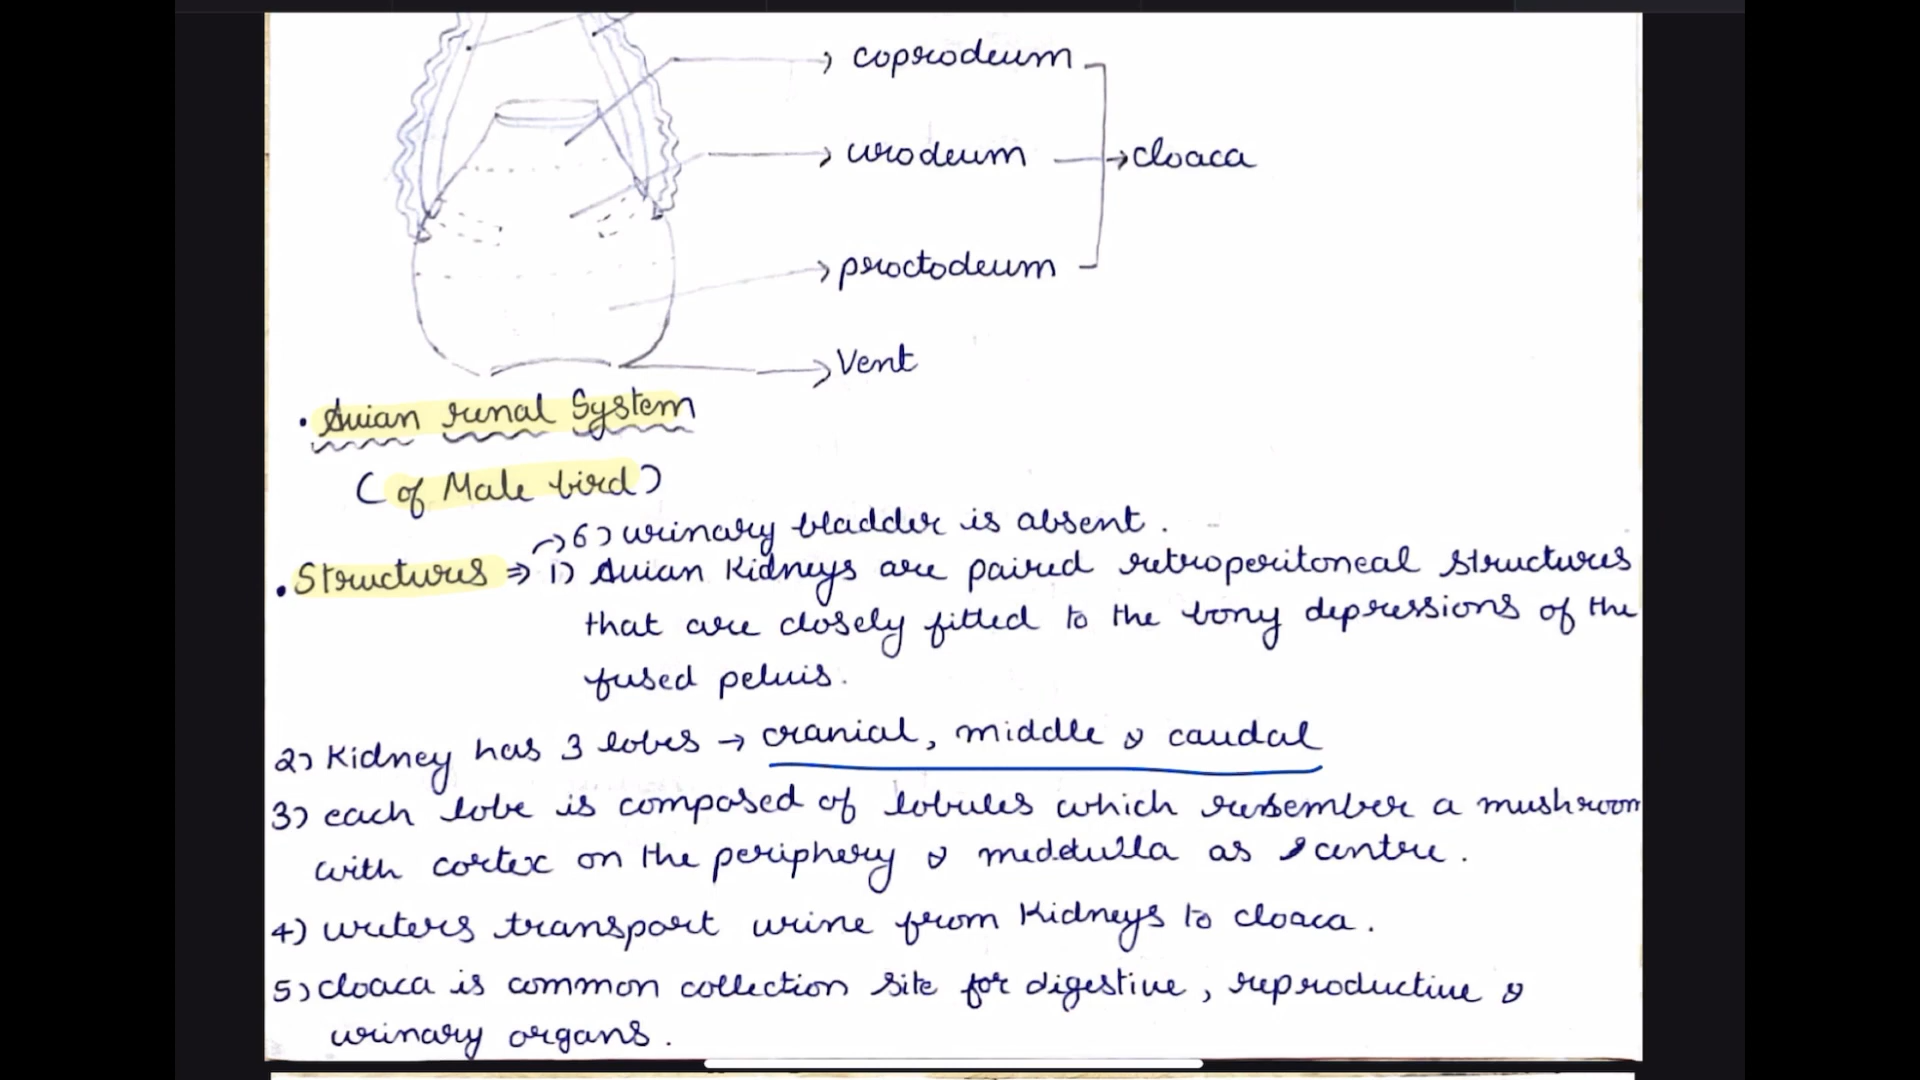 coprodeum
urodeum → cloaca
proctodeum
Vent
• Avian renal System
(of Male bird)
→ 6) urinary bladder is absent.
• Structures ⇒ 1) Avian Kidneys are paired retroperitoneal structures
that are closely fitted to the bony depressions of the
fused pelvis.
2) Kidney has 3 lobes → cranial, middle & caudal
3) each lobe is composed of lobules which resember a mushroom
with cortex on the periphery & meddulla as centre.
4) ureters transport urine from Kidneys to cloaca.
5) cloaca is common collection site for digestive, reproductive &
urinary organs.